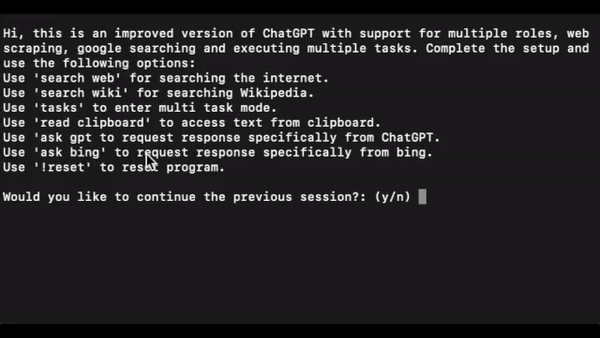 Hi, this is an improved version of ChatGPT with support for multiple roles, web
scraping, google searching and executing multiple tasks. Complete the setup and
use the following options:
Use 'search web' for searching the internet.
Use 'search wiki' for searching Wikipedia.
Use 'tasks' to enter multi task mode.
Use 'read clipboard' to access text from clipboard.
Use 'ask gpt to request response specifically from ChatGPT.
Use 'ask bing' to request response specifically from bing.
Use '!reset' to reset program.
Would you like to continue the previous session?: (y/n)